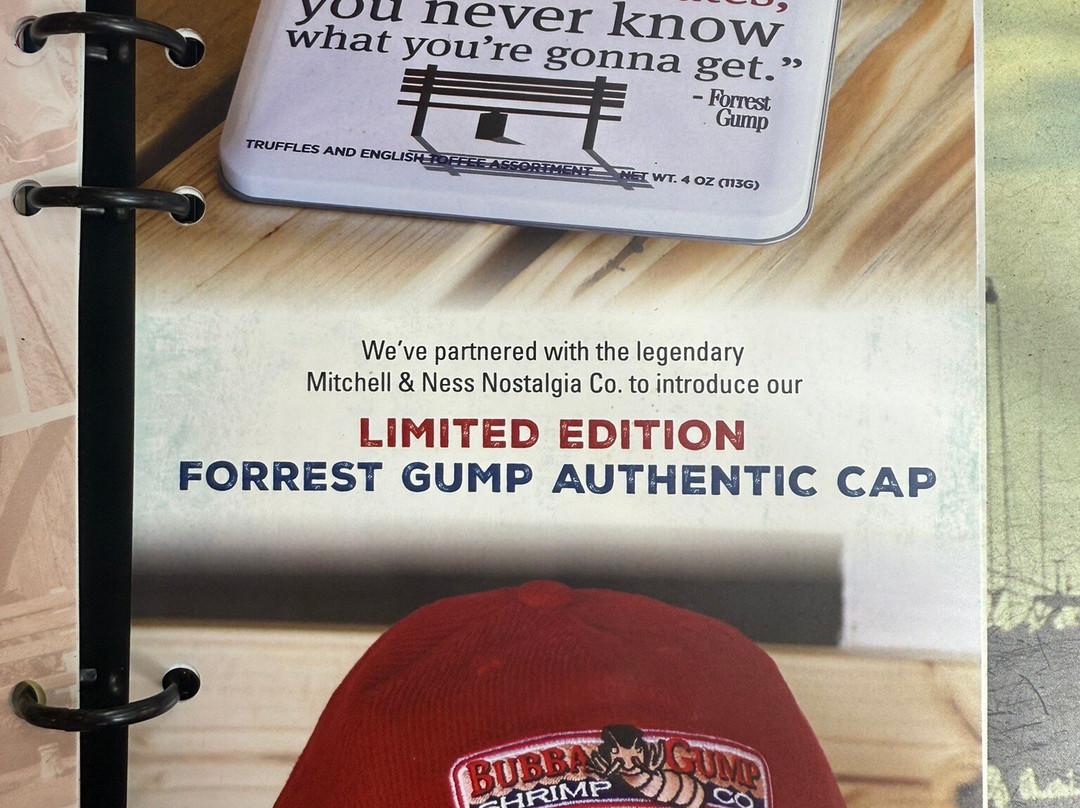 you never know
what you're gonna get.”
- Forrest
Gump
TRUFFLES AND ENGLISH TOFFEE ASSORTMENT NET WT. 4 OZ (113G)
We've partnered with the legendary
Mitchell & Ness Nostalgia Co. to introduce our
LIMITED EDITION
FORREST GUMP AUTHENTIC CAP
BUBBA GUMP
SHRIMP CO